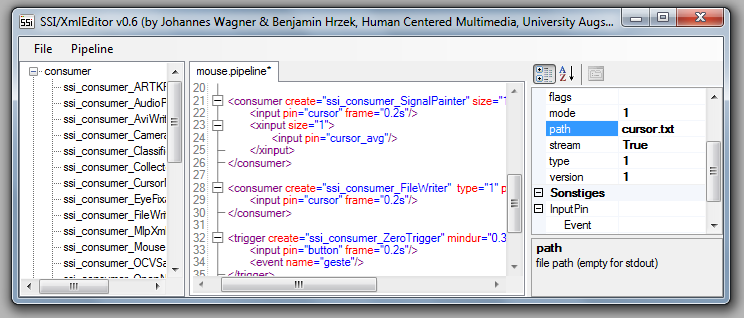 SSI SSI/XmlEditor v0.6 (by Johannes Wagner & Benjamin Hrzek, Human Centered Multimedia, University Augs...
File Pipeline
consumer
ssi_consumer_ARTKF
ssi_consumer_AudioF
ssi_consumer_AviWrit
ssi_consumer_Camera
ssi_consumer_Classifi
ssi_consumer_Collect
ssi_consumer_CursorI
ssi_consumer_EyeFixa
ssi_consumer_FileWrit
ssi_consumer_MlpXml
ssi_consumer_Mouse
ssi_consumer_OCVSa
mouse.pipeline*
20
21 <consumer create="ssi_consumer_SignalPainter" size="1
22 <input pin="cursor" frame="0.2s"/>
23 <xinput size="1">
24 <input pin="cursor_avg"/>
25 </xinput>
26 </consumer>
27
28 <consumer create="ssi_consumer_FileWriter" type="1" p
29 <input pin="cursor" frame="0.2s"/>
30 </consumer>
31
32 <trigger create="ssi_consumer_ZeroTrigger" mindur="0.3
33 <input pin="button" frame="0.2s"/>
34 <event name="geste"/>
35 </trigger>
A Z
flags
mode 1
path cursor.txt
stream True
type 1
version 1
Sonstiges
InputPin
Event
path
file path (empty for stdout)